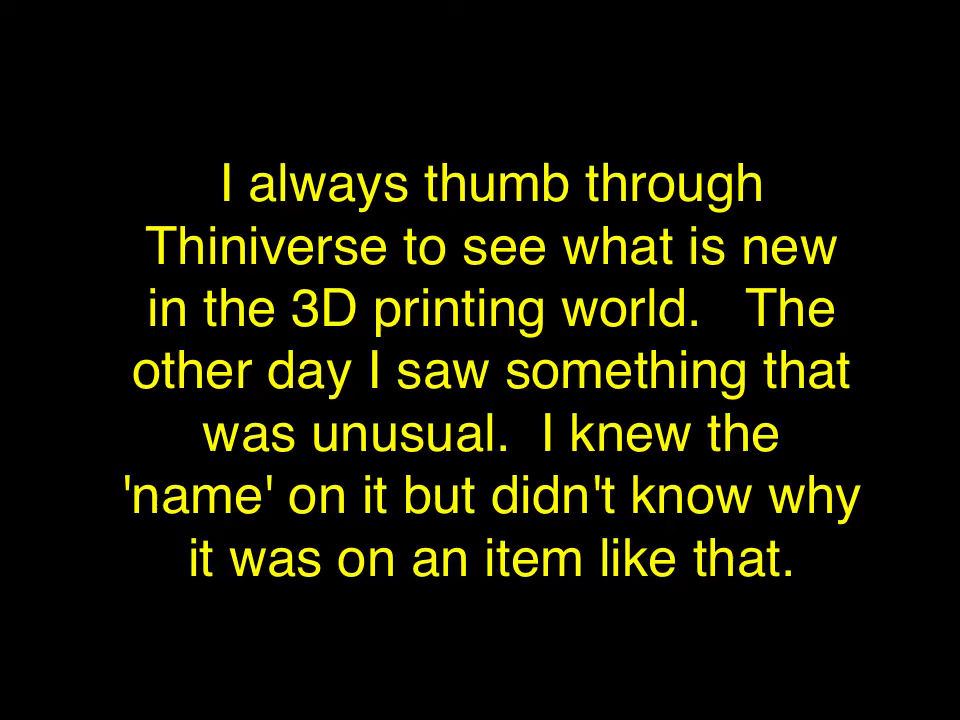 I always thumb through
Thiniverse to see what is new
in the 3D printing world.   The
other day I saw something that
was unusual.  I knew the
'name' on it but didn't know why
it was on an item like that.